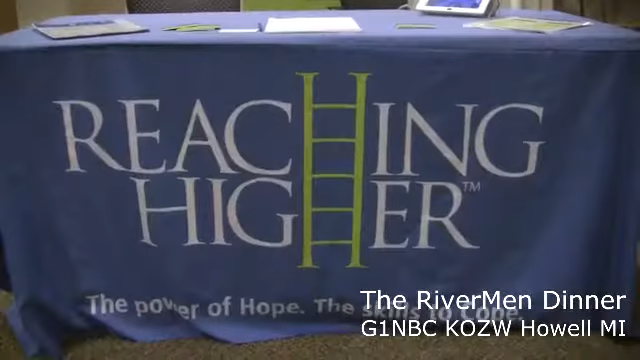 REACHING
HIGHER™
The power of Hope. The skills to Cope.
The RiverMen Dinner
G1NBC KOZW Howell MI